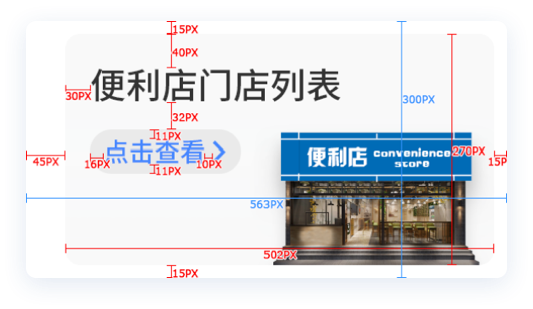 15PX
40PX
便利店门店列表
30PX
300PX
32PX
11PX
点击查看
便利店 convenience
store
270PX
45PX
16PX
10PX
15P
11PX
563PX
502PX
15PX